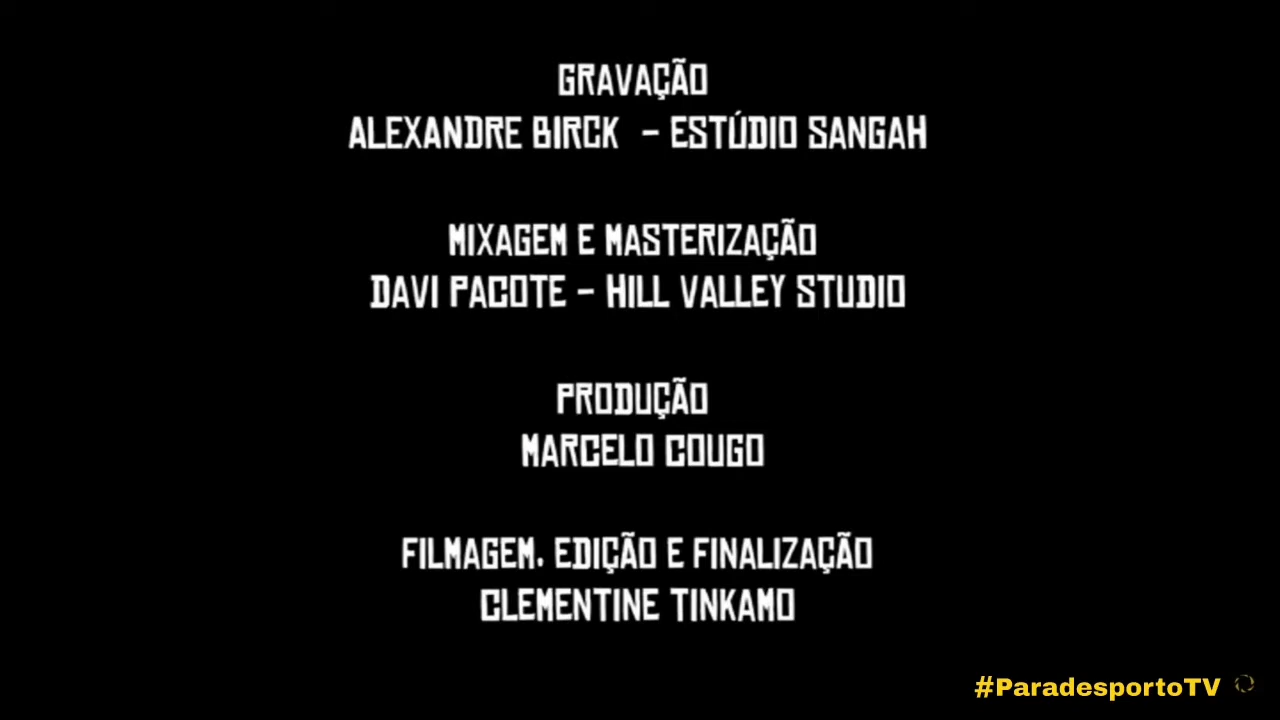 GRAVAÇÃO
ALEXANDRE BIRCK - ESTÚDIO SANGAH
MIXAGEM E MASTERIZAÇÃO
DAVI PACOTE - HILL VALLEY STUDIO
PRODUÇÃO
MARCELO COUGO
FILMAGEM, EDIÇÃO E FINALIZAÇÃO
CLEMENTINE TINKAMO
#ParadesportoTV